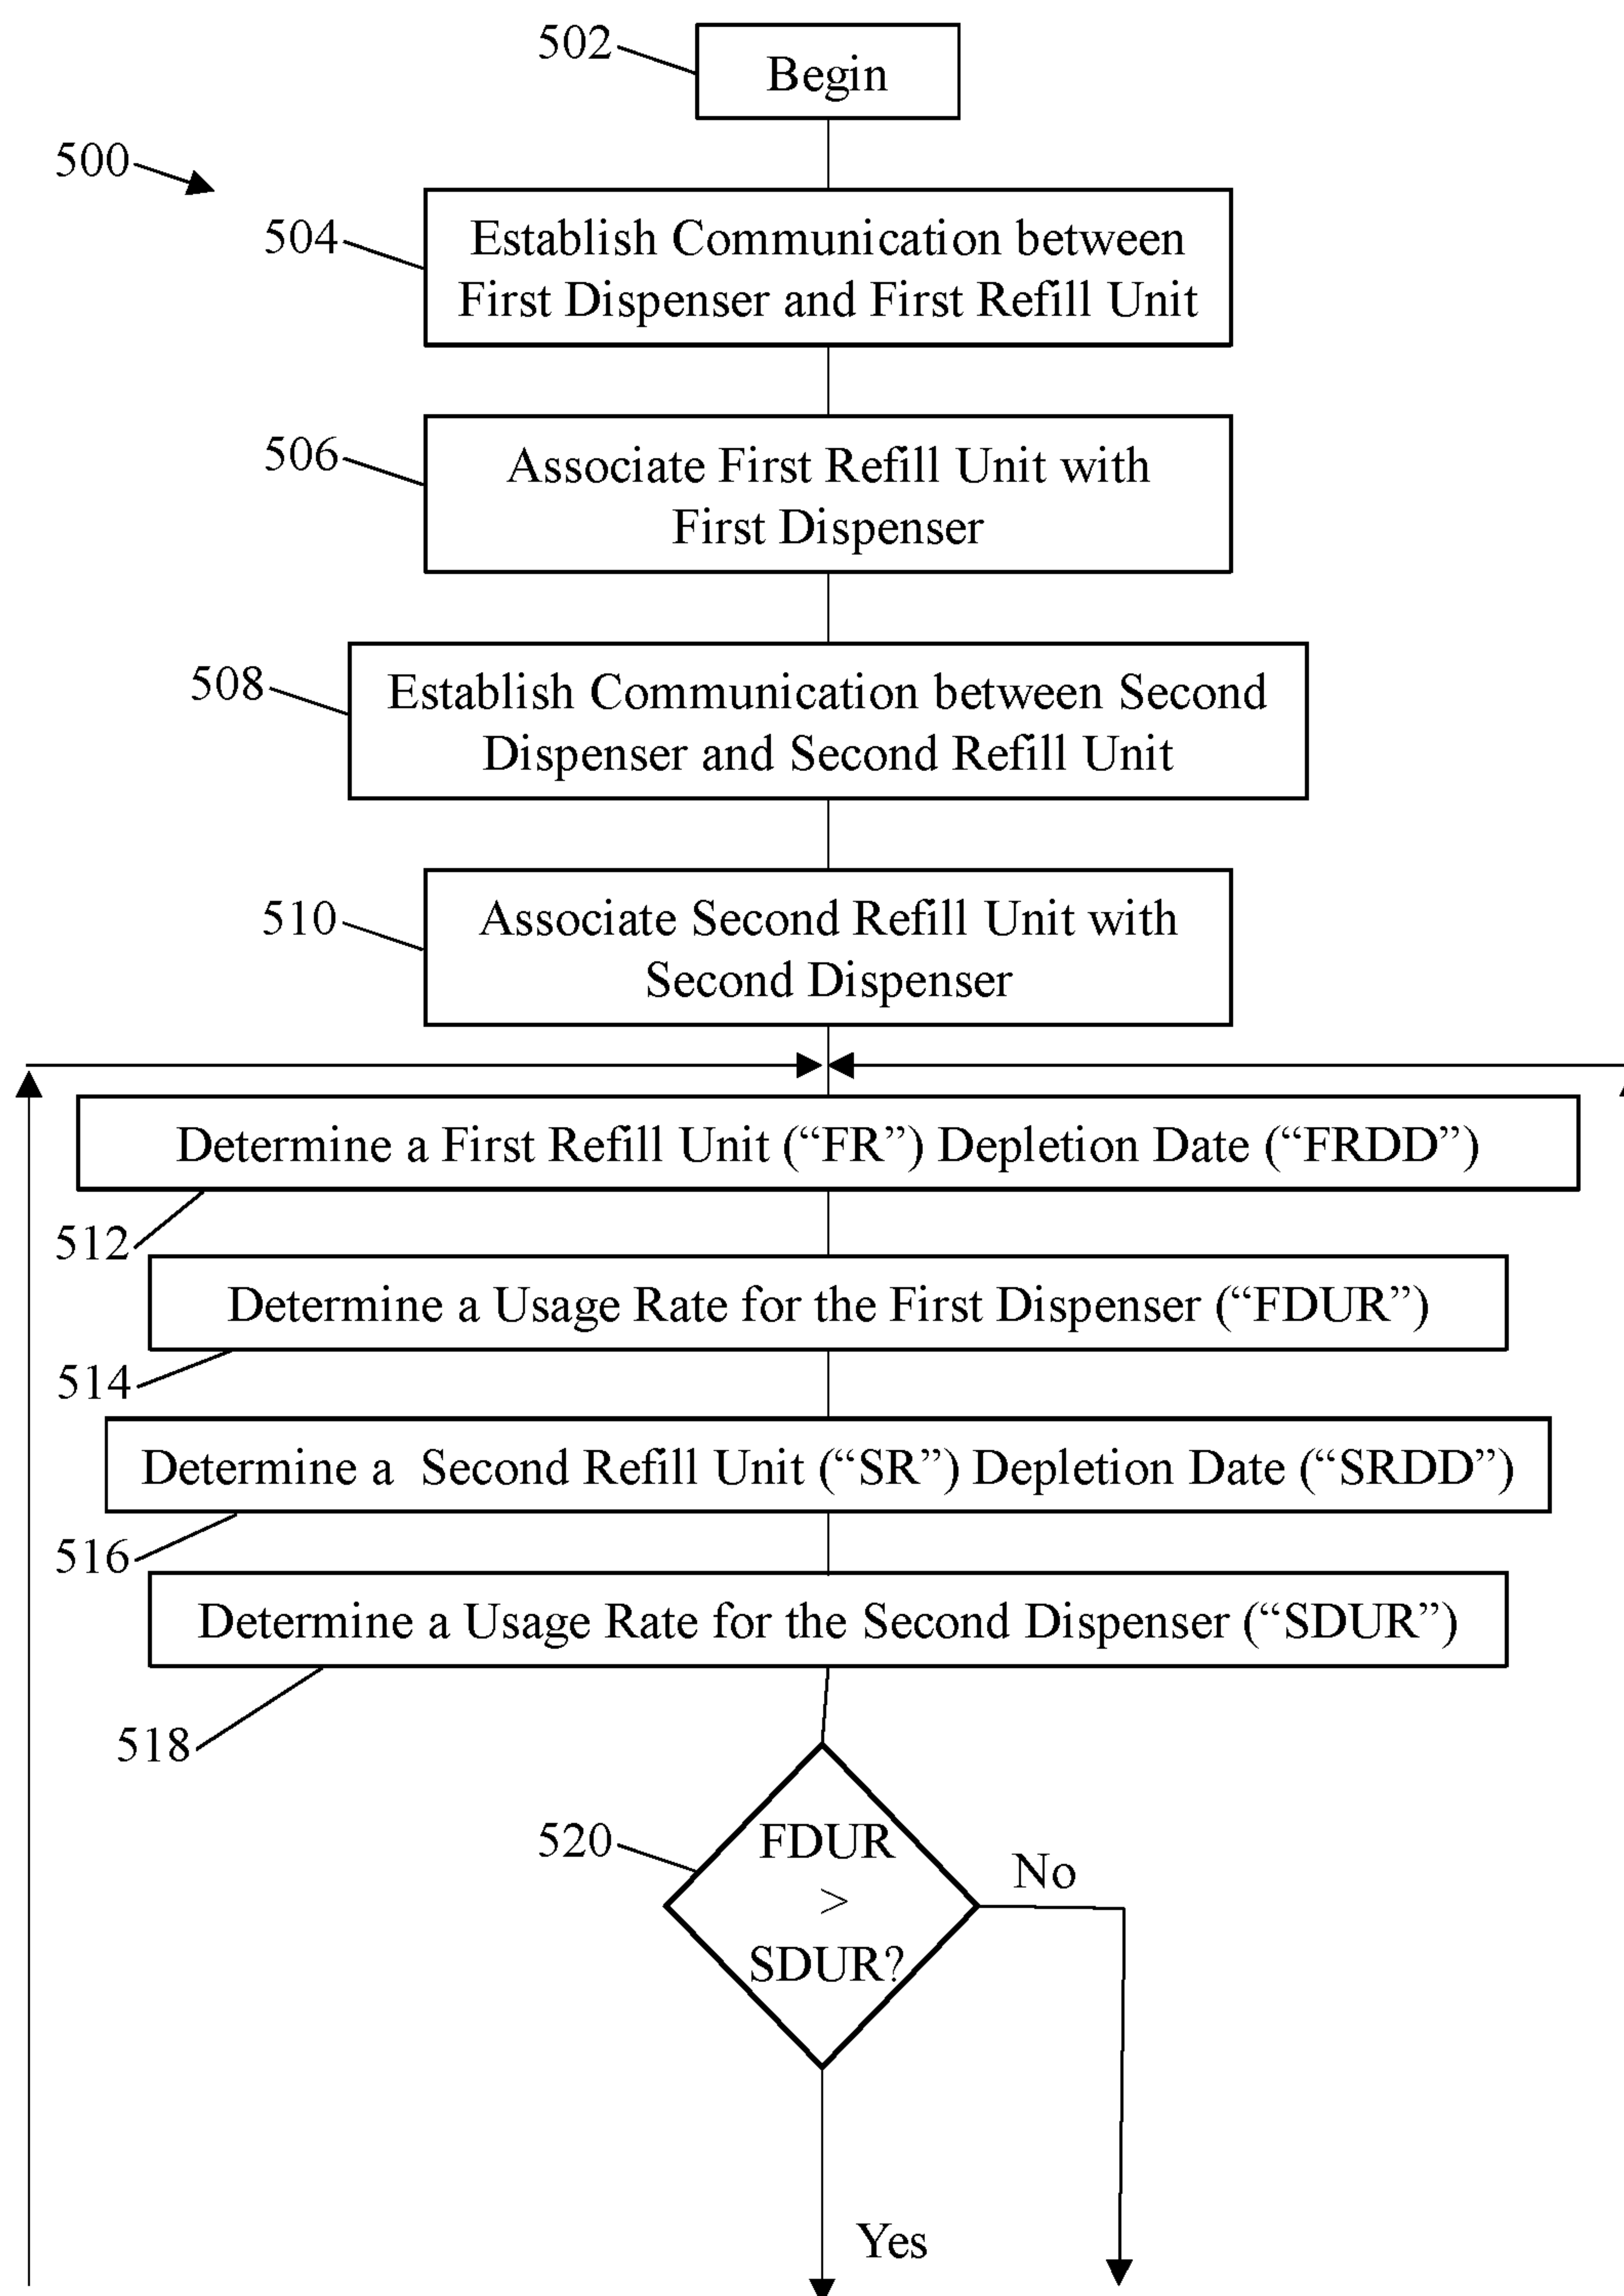 502
Begin
500
504
Establish Communication between
First Dispenser and First Refill Unit
506
Associate First Refill Unit with
First Dispenser
508
Establish Communication between Second
Dispenser and Second Refill Unit
510
Associate Second Refill Unit with
Second Dispenser
Determine a First Refill Unit (“FR”) Depletion Date (“FRDD”)
512
Determine a Usage Rate for the First Dispenser (“FDUR”)
514
Determine a Second Refill Unit (“SR”) Depletion Date (“SRDD”)
516
Determine a Usage Rate for the Second Dispenser (“SDUR”)
518
520
FDUR
>
SDUR?
No
Yes